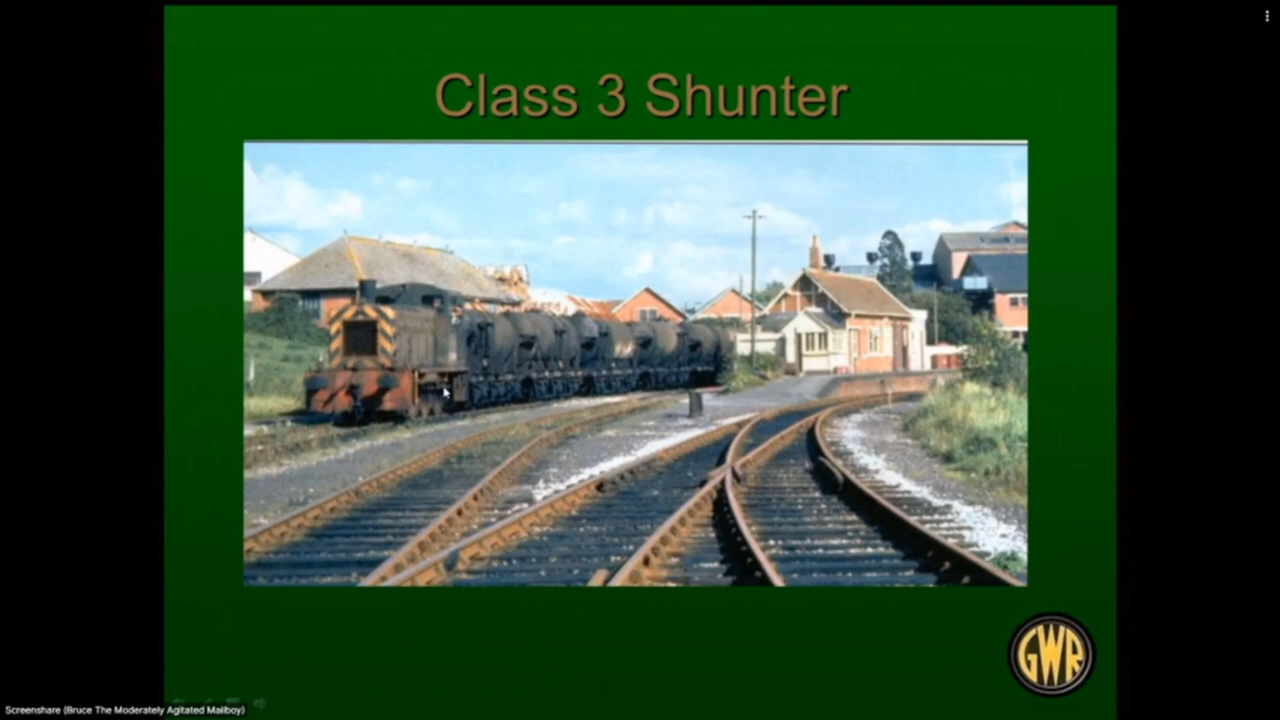 Class 3 Shunter
GWR
Screenshare (Bruce The Moderately Agitated Mailboy)